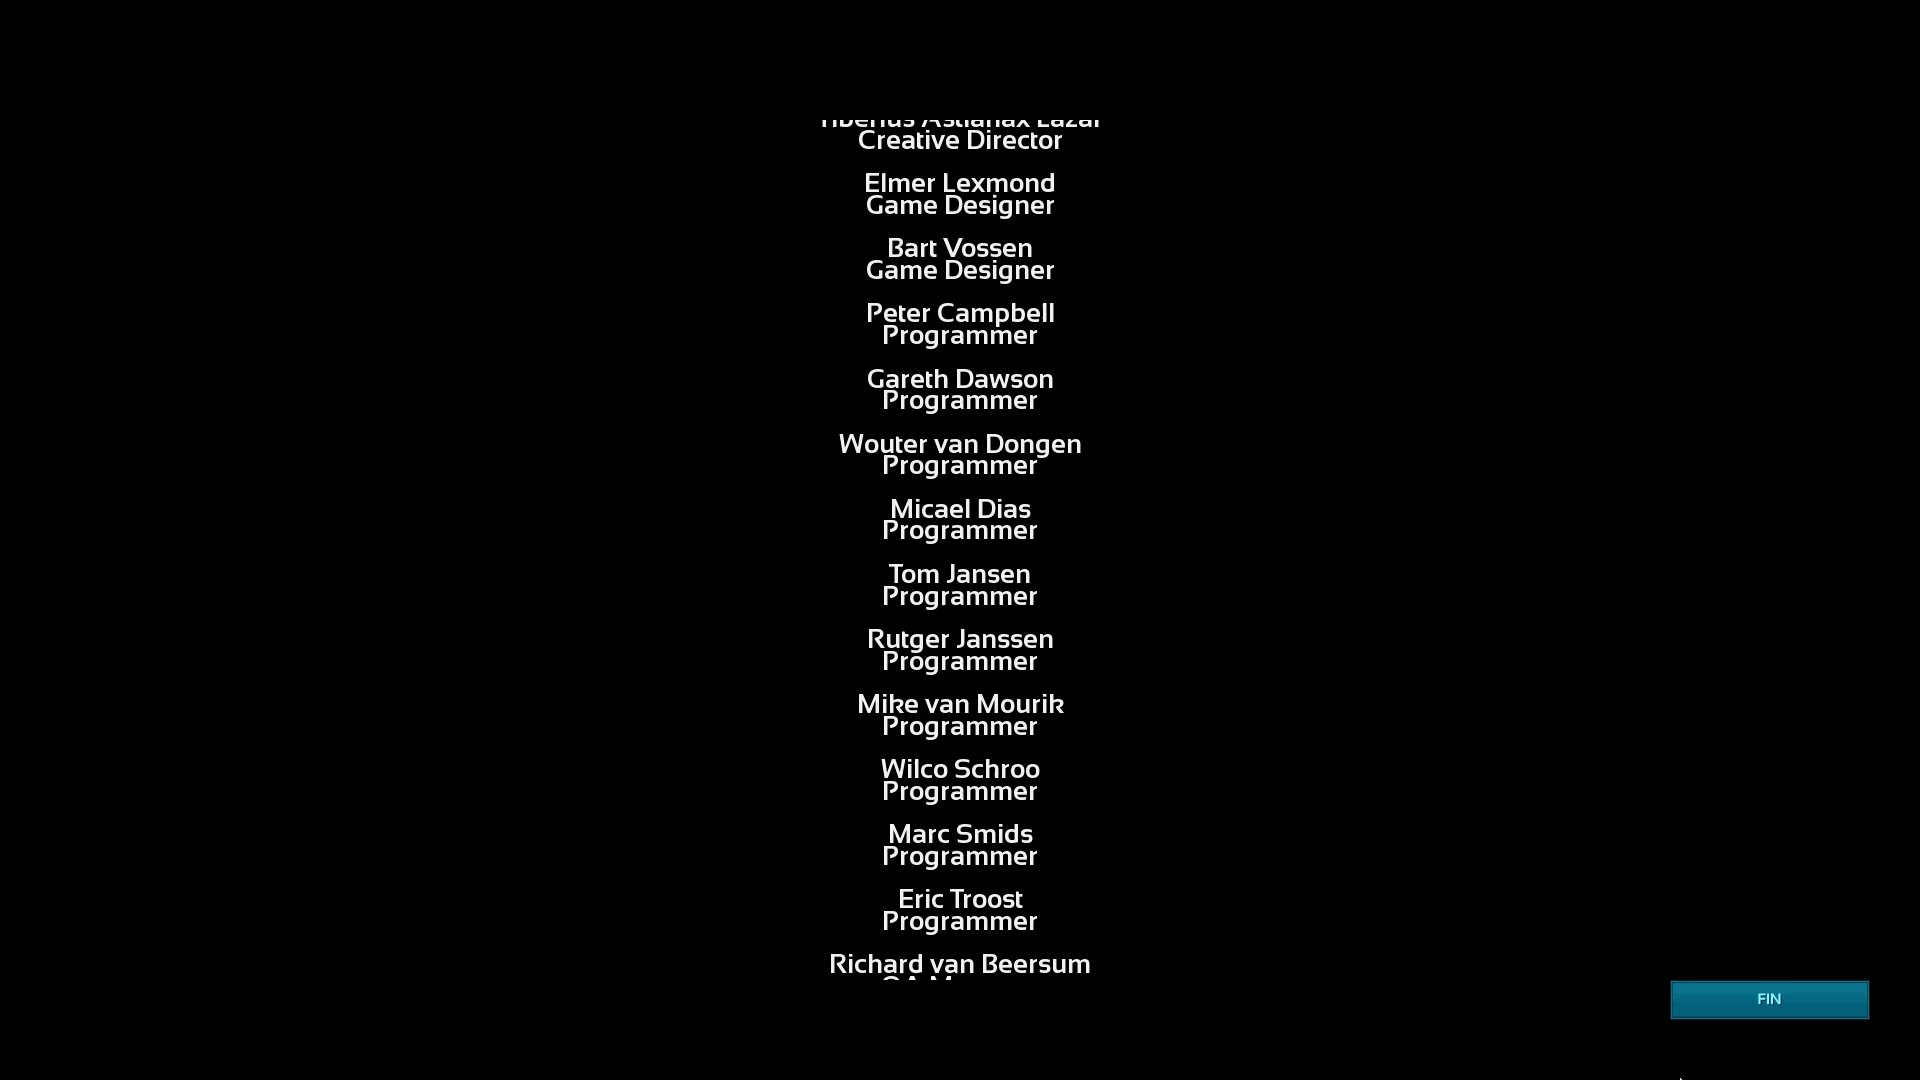 Creative Director
Elmer Lexmond
Game Designer
Bart Vossen
Game Designer
Peter Campbell
Programmer
Gareth Dawson
Programmer
Wouter van Dongen
Programmer
Micael Dias
Programmer
Tom Jansen
Programmer
Rutger Janssen
Programmer
Mike van Mourik
Programmer
Wilco Schroo
Programmer
Marc Smids
Programmer
Eric Troost
Programmer
Richard van Beersum
FIN